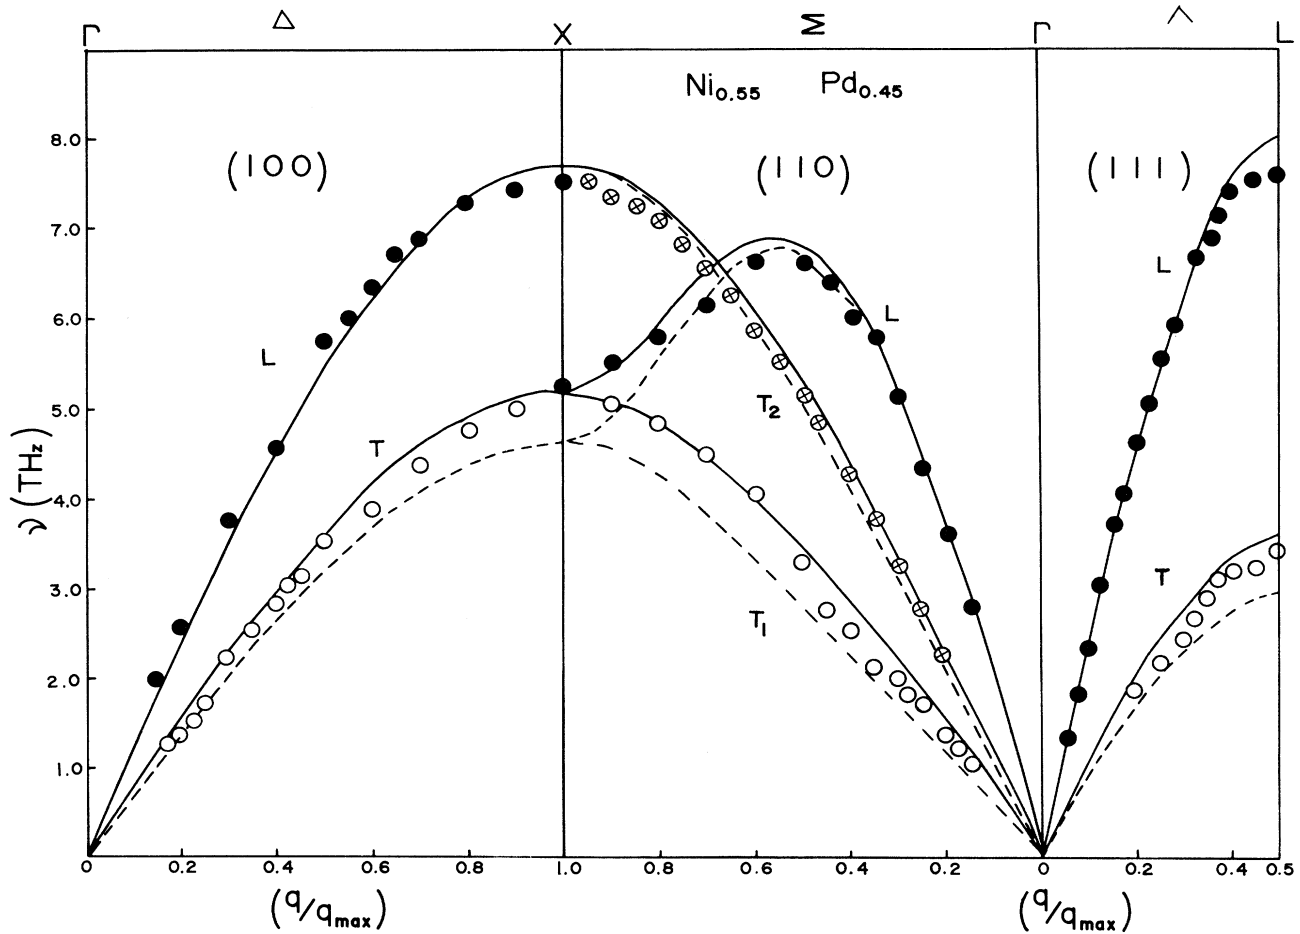 Γ Δ X Σ Γ Λ L
Ni0.55 Pd0.45
(100) (110) (111)
8.0
7.0
6.0
5.0
4.0
3.0
2.0
1.0
ν (THz)
L
T
L
T2
T1
L
T
0 0.2 0.4 0.6 0.8 1.0 0.8 0.6 0.4 0.2 0 0.2 0.4 0.5
(q/qmax) (q/qmax)